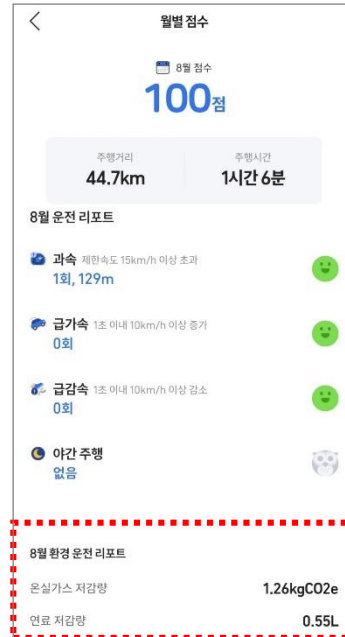 월별 점수
8월 점수
100점
주행거리 주행시간
44.7km 1시간 6분
8월 운전 리포트
과속 제한속도 15km/h 이상 초과
1회, 129m
급가속 1초 이내 10km/h 이상 증가
0회
급감속 1초 이내 10km/h 이상 감소
0회
야간 주행
없음
8월 환경 운전 리포트
온실가스 저감량 1.26kgCO2e
연료 저감량 0.55L